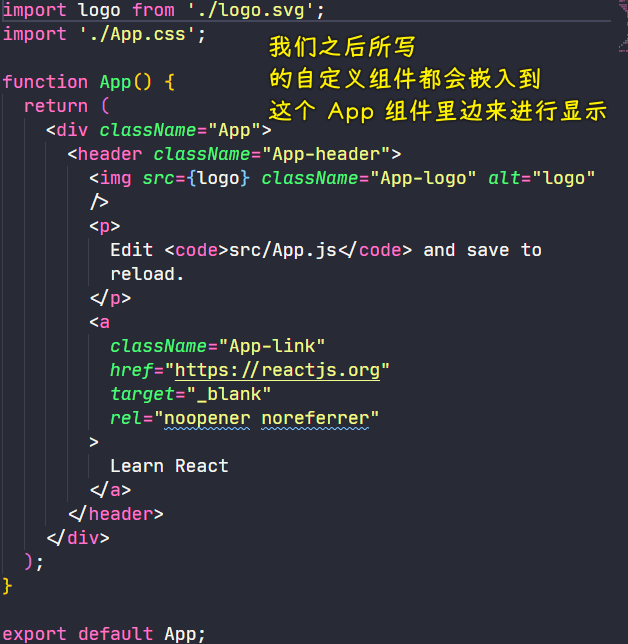 import logo from './logo.svg';
import './App.css';
我们之后所写
的自定义组件都会嵌入到
这个 App 组件里边来进行显示
function App() {
return (
<div className="App">
<header className="App-header">
<img src={logo} className="App-logo" alt="logo"
/>
<p>
Edit <code>src/App.js</code> and save to
reload.
</p>
<a
className="App-link"
href="https://reactjs.org"
target="_blank"
rel="noopener noreferrer"
>
Learn React
</a>
</header>
</div>
);
}
export default App;